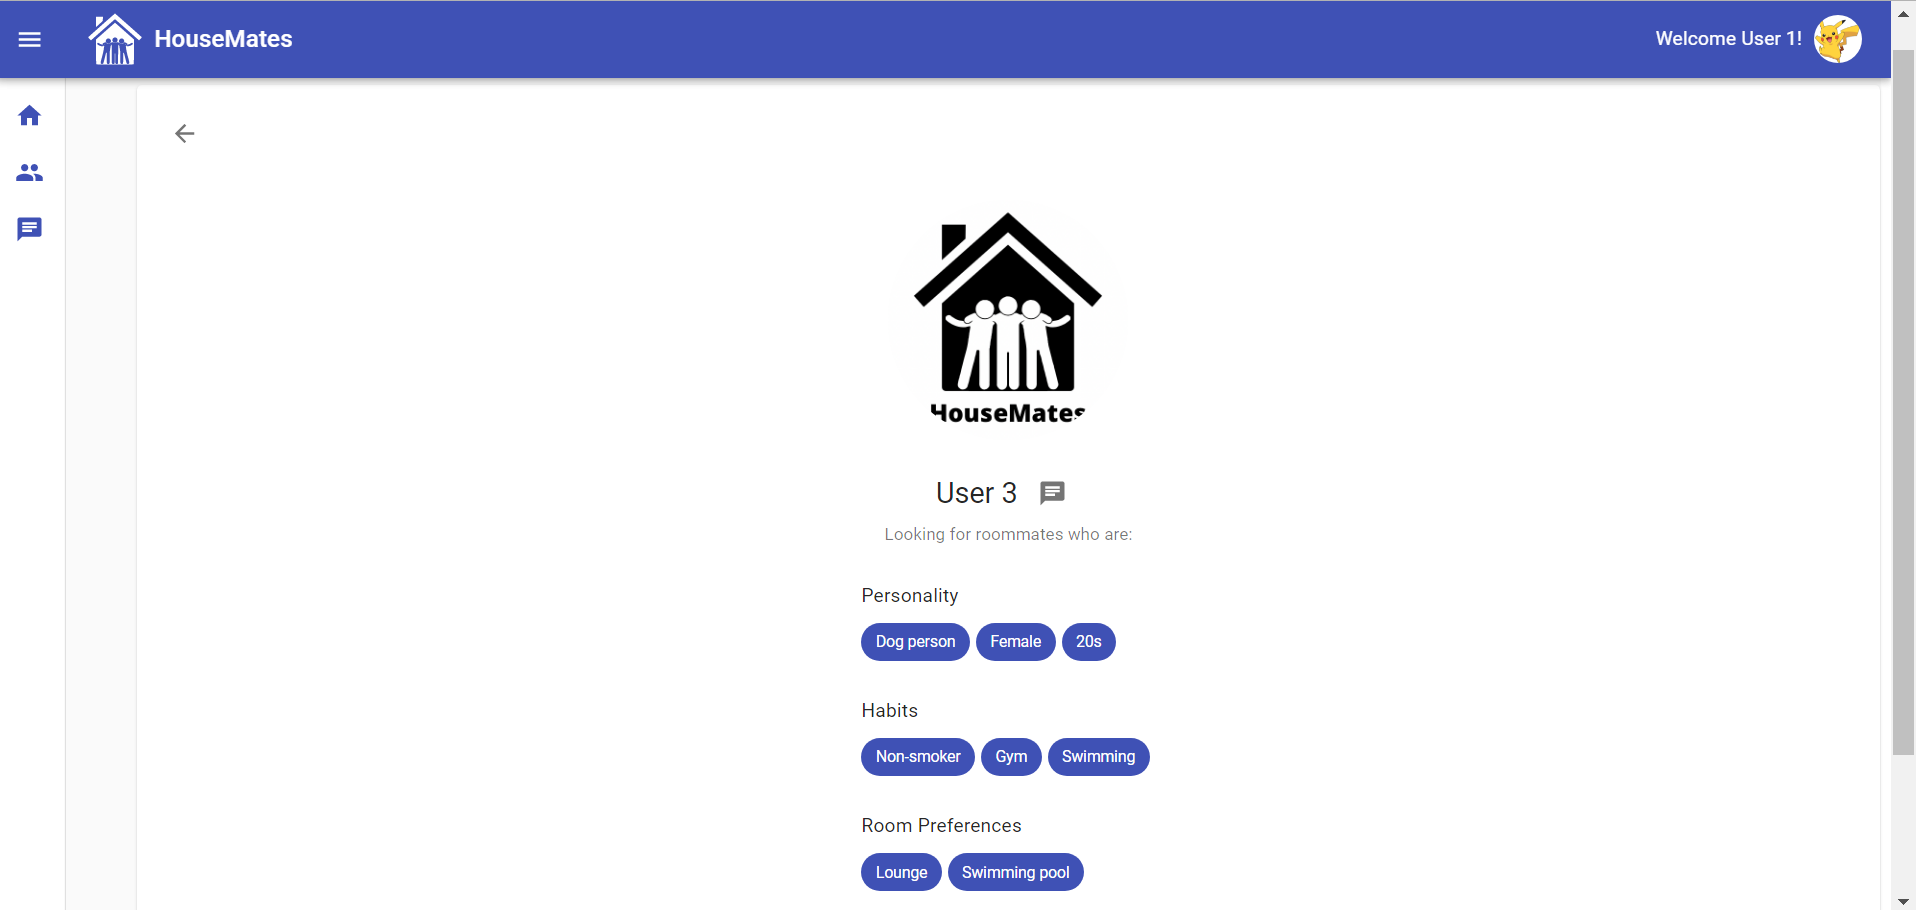 HouseMates
Welcome User 1!
HouseMates
User 3
Looking for roommates who are:
Personality
Dog person Female 20s
Habits
Non-smoker Gym Swimming
Room Preferences
Lounge Swimming pool